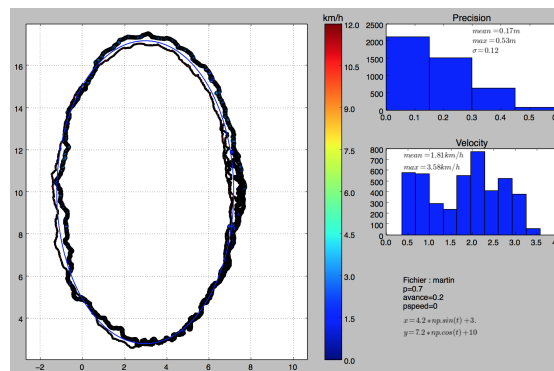 km/h
12.0
10.5
9.0
7.5
6.0
4.5
3.0
1.5
0.0
16
14
12
10
8
6
4
−2 0 2 4 6 8 10
Precision
mean = 0.17m
max = 0.53m
σ = 0.12
2500
2000
1500
1000
500
0
0.0 0.1 0.2 0.3 0.4 0.5
Velocity
mean = 1.81km/h
max = 3.58km/h
800
700
600
500
400
300
200
100
0
0.0 0.5 1.0 1.5 2.0 2.5 3.0 3.5
Fichier : martin
p=0.7
avance=0.2
pspeed=0
x = 4.2 * np.sin(t) + 3.
y = 7.2 * np.cos(t) + 10